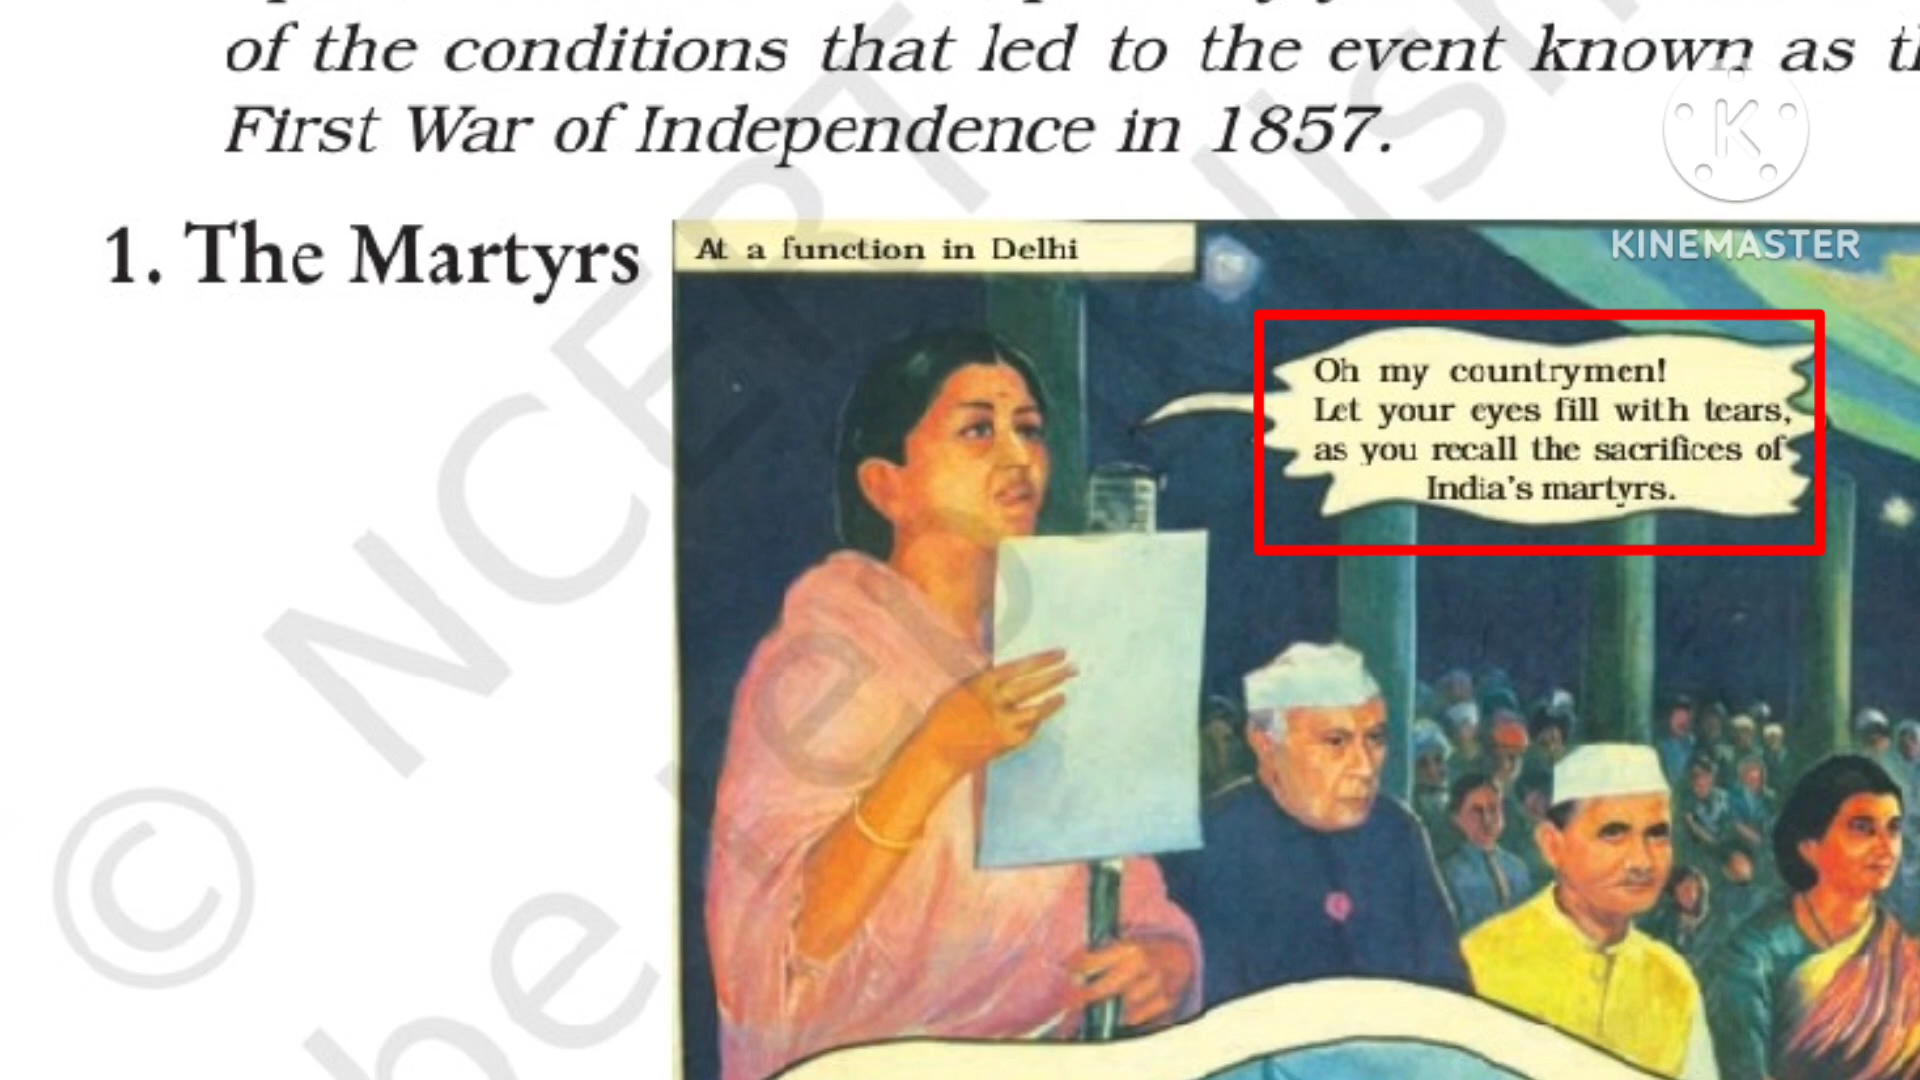 of the conditions that led to the event known as
First War of Independence in 1857.
KINEMASTER
1. The Martyrs
At a function in Delhi
Oh my countrymen!
Let your eyes fill with tears,
as you recall the sacrifices of
India's martyrs.
© NCERT
be